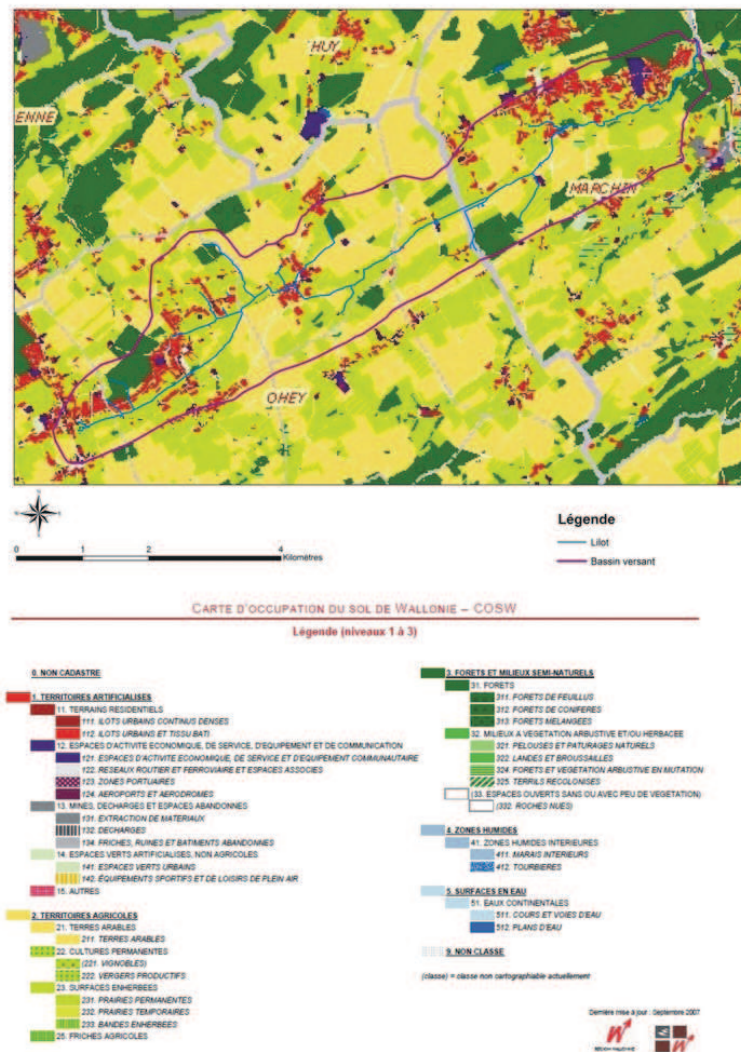 HUY
ENNE
MARCHIN
OHEY
0 1 2 4
Kilomètres
Légende
Lilot
Bassin versant
CARTE D'OCCUPATION DU SOL DE WALLONIE – COSW
Légende (niveaux 1 à 3)
0. NON CADASTRE
1. TERRITOIRES ARTIFICIALISES
11. TERRAINS RESIDENTIELS
111. ILOTS URBAINS CONTINUS DENSES
112. ILOTS URBAINS ET TISSU BATI
12. ESPACES D'ACTIVITE ECONOMIQUE, DE SERVICE, D'EQUIPEMENT ET DE COMMUNICATION
121. ESPACES D'ACTIVITE ECONOMIQUE, DE SERVICE ET D'EQUIPEMENT COMMUNAUTAIRE
122. RESEAUX ROUTIER ET FERROVIAIRE ET ESPACES ASSOCIES
123. ZONES PORTUAIRES
124. AEROPORTS ET AERODROMES
13. MINES, DECHARGES ET ESPACES ABANDONNES
131. EXTRACTION DE MATERIAUX
132. DECHARGES
134. FRICHES, RUINES ET BATIMENTS ABANDONNES
14. ESPACES VERTS ARTIFICIALISES, NON AGRICOLES
141. ESPACES VERTS URBAINS
142. ÉQUIPEMENTS SPORTIFS ET DE LOISIRS DE PLEIN AIR
15. AUTRES
2. TERRITOIRES AGRICOLES
21. TERRES ARABLES
211. TERRES ARABLES
22. CULTURES PERMANENTES
(221. VIGNOBLES)
222. VERGERS PRODUCTIFS
23. SURFACES ENHERBEES
231. PRAIRIES PERMANENTES
232. PRAIRIES TEMPORAIRES
233. BANDES ENHERBEES
25. FRICHES AGRICOLES
3. FORETS ET MILIEUX SEMI-NATURELS
31. FORETS
311. FORETS DE FEUILLUS
312. FORETS DE CONIFERES
313. FORETS MELANGEES
32. MILIEUX A VEGETATION ARBUSTIVE ET/OU HERBACEE
321. PELOUSES ET PATURAGES NATURELS
322. LANDES ET BROUSSAILLES
324. FORETS ET VEGETATION ARBUSTIVE EN MUTATION
325. TERRILS RECOLONISES
(33. ESPACES OUVERTS SANS OU AVEC PEU DE VEGETATION)
(332. ROCHES NUES)
4. ZONES HUMIDES
41. ZONES HUMIDES INTERIEURES
411. MARAIS INTERIEURS
412. TOURBIERES
5. SURFACES EN EAU
51. EAUX CONTINENTALES
511. COURS ET VOIES D'EAU
512. PLANS D'EAU
9. NON CLASSE
(classe) = classe non cartographiable actuellement
Dernière mise à jour : Septembre 2007
REGION WALLONNE